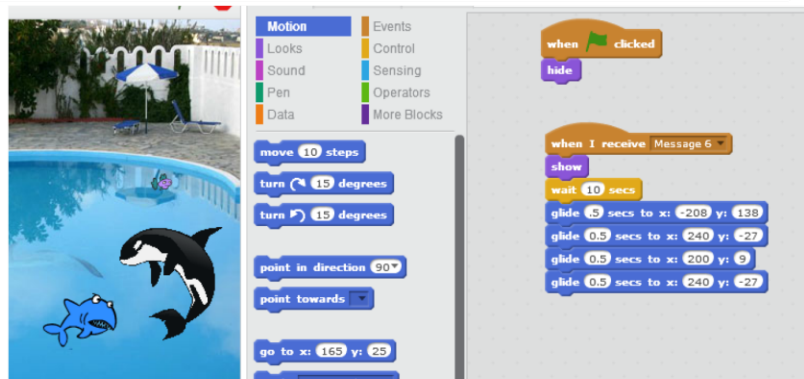 Motion
Looks
Sound
Pen
Data
Events
Control
Sensing
Operators
More Blocks
move 10 steps
turn 15 degrees
turn 15 degrees
point in direction 90
point towards
go to x: 165 y: 25
when clicked
hide
when I receive Message 6
show
wait 10 secs
glide .5 secs to x: -208 y: 138
glide 0.5 secs to x: 240 y: -27
glide 0.5 secs to x: 200 y: 9
glide 0.5 secs to x: 240 y: -27